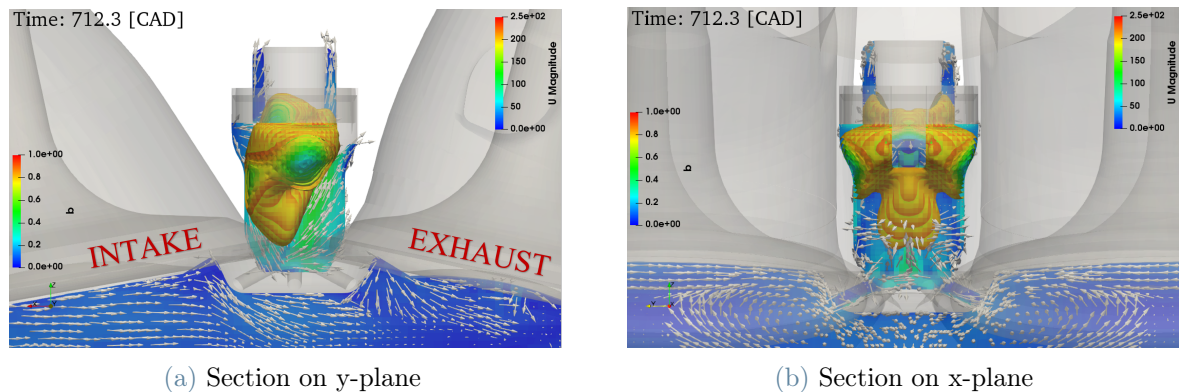 Time: 712.3 [CAD]
2.5e+02
200
150
100
50
0.0e+00
U Magnitude
1.0e+00
0.8
0.6
0.4
0.2
0.0e+00
b
INTAKE
EXHAUST
(a) Section on y-plane
Time: 712.3 [CAD]
2.5e+02
200
150
100
50
0.0e+00
U Magnitude
1.0e+00
0.8
0.6
0.4
0.2
0.0e+00
b
(b) Section on x-plane